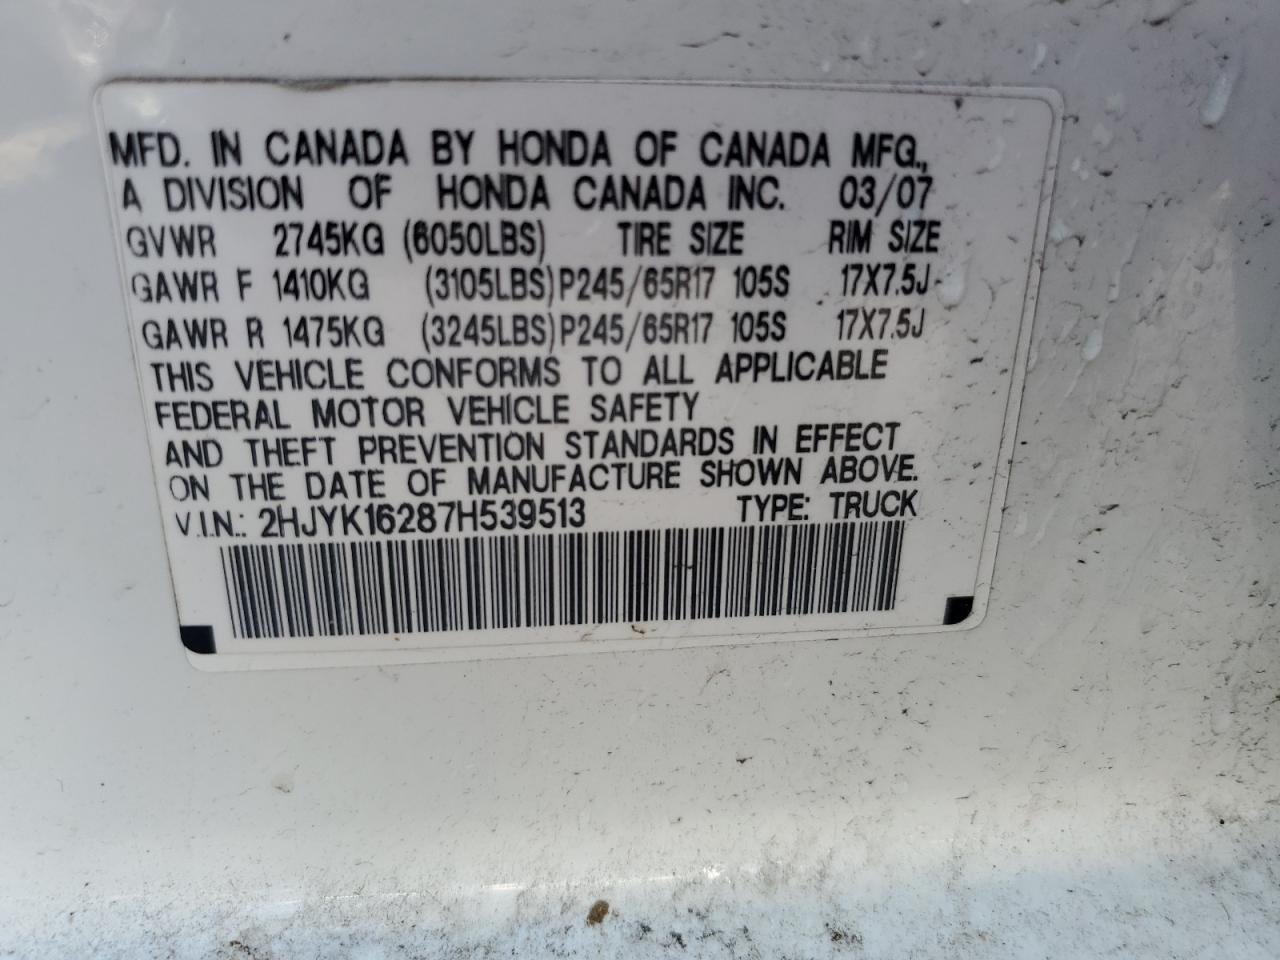 MFD. IN CANADA BY HONDA OF CANADA MFG.,
A DIVISION OF HONDA CANADA INC. 03/07
GVWR 2745KG (6050LBS) TIRE SIZE RIM SIZE
GAWR F 1410KG (3105LBS) P245/65R17 105S 17X7.5J
GAWR R 1475KG (3245LBS) P245/65R17 105S 17X7.5J
THIS VEHICLE CONFORMS TO ALL APPLICABLE
FEDERAL MOTOR VEHICLE SAFETY
AND THEFT PREVENTION STANDARDS IN EFFECT
ON THE DATE OF MANUFACTURE SHOWN ABOVE.
V.I.N.: 2HJYK16287H539513 TYPE: TRUCK